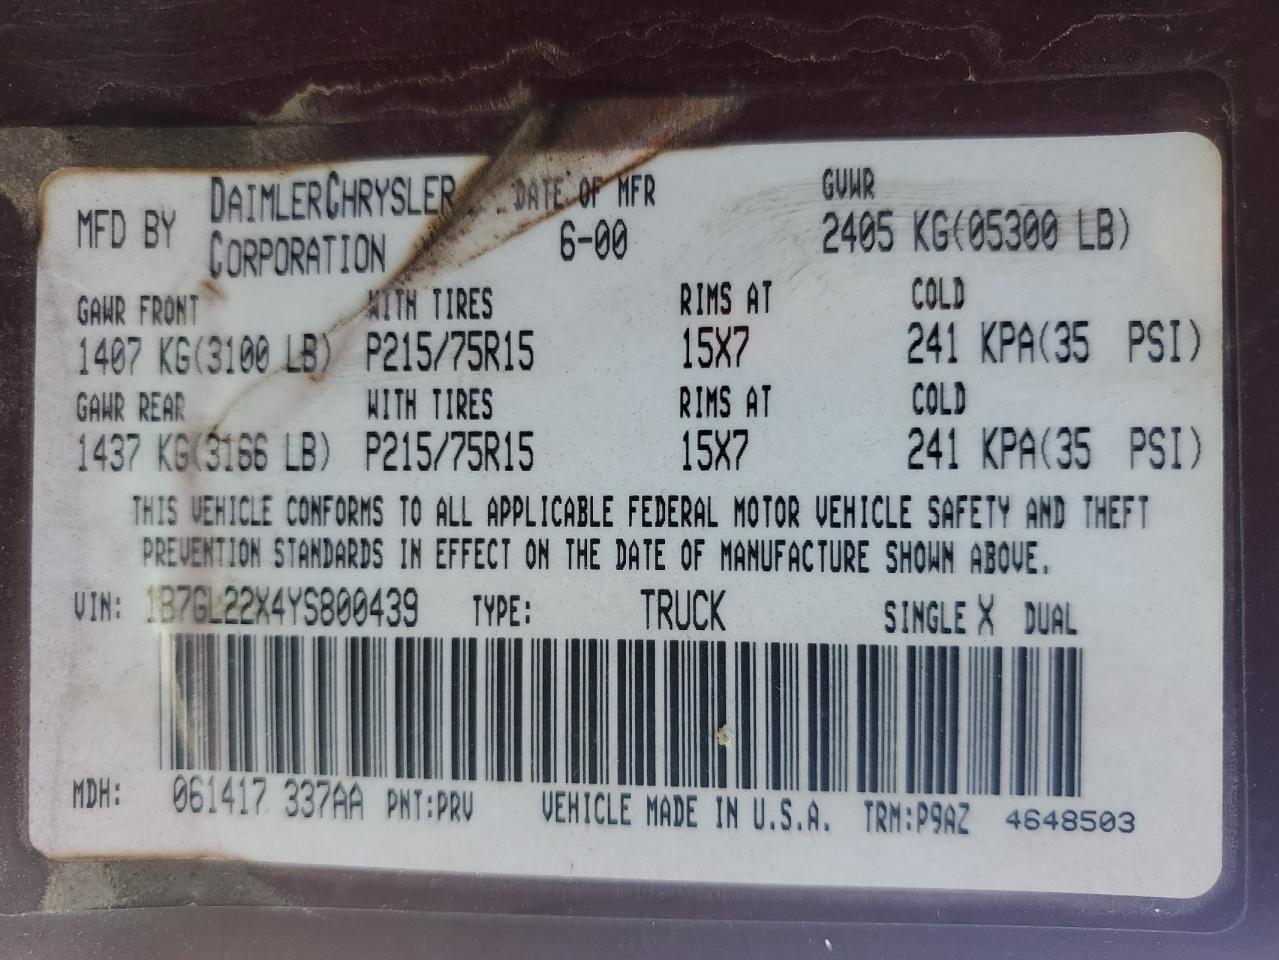 MFD BY DAIMLERCHRYSLER CORPORATION DATE OF MFR 6-00 GVWR 2405 KG(05300 LB)
GAWR FRONT WITH TIRES RIMS AT COLD
1407 KG(3100 LB) P215/75R15 15X7 241 KPA(35 PSI)
GAWR REAR WITH TIRES RIMS AT COLD
1437 KG(3166 LB) P215/75R15 15X7 241 KPA(35 PSI)
THIS VEHICLE CONFORMS TO ALL APPLICABLE FEDERAL MOTOR VEHICLE SAFETY AND THEFT
PREVENTION STANDARDS IN EFFECT ON THE DATE OF MANUFACTURE SHOWN ABOVE.
VIN: 1B7GL22X4YS800439 TYPE: TRUCK SINGLE X DUAL
MDH: 061417 337AA PNT:PRV VEHICLE MADE IN U.S.A. TRM:P9AZ 4648503